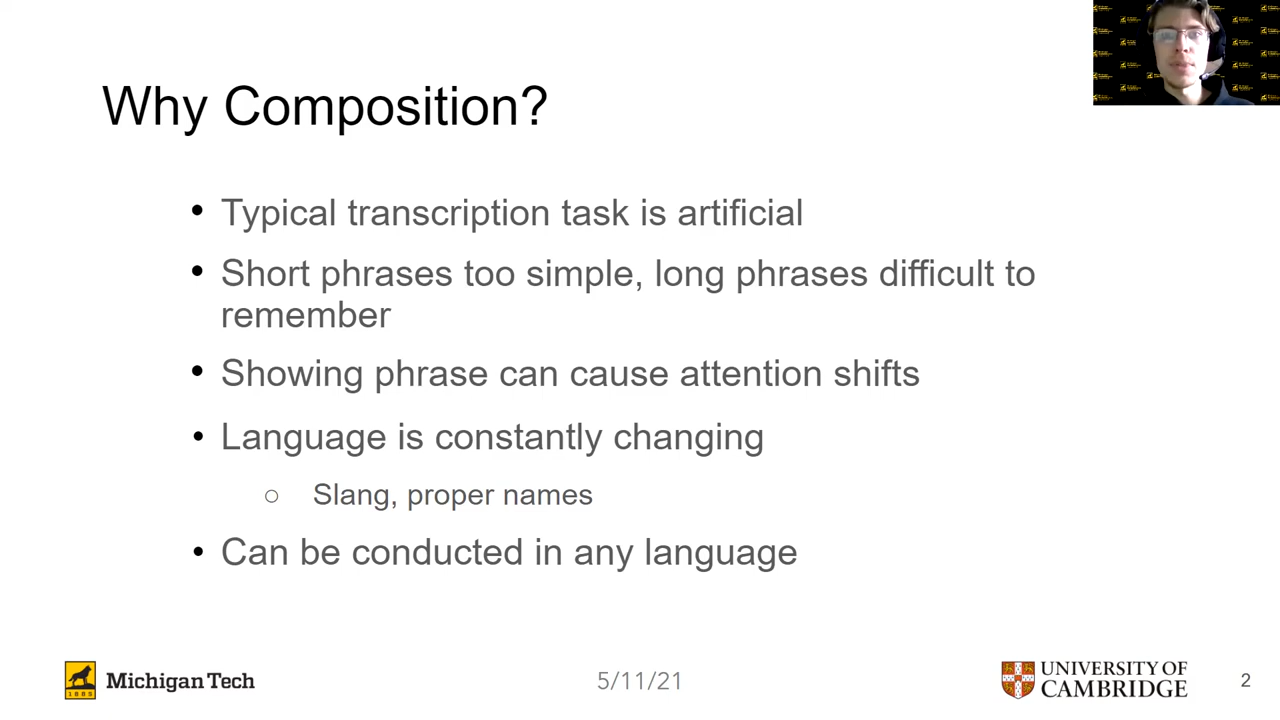 Why Composition?
• Typical transcription task is artificial
• Short phrases too simple, long phrases difficult to
remember
• Showing phrase can cause attention shifts
• Language is constantly changing
○ Slang, proper names
• Can be conducted in any language
1885
Michigan Tech
5/11/21
UNIVERSITY OF
CAMBRIDGE
2